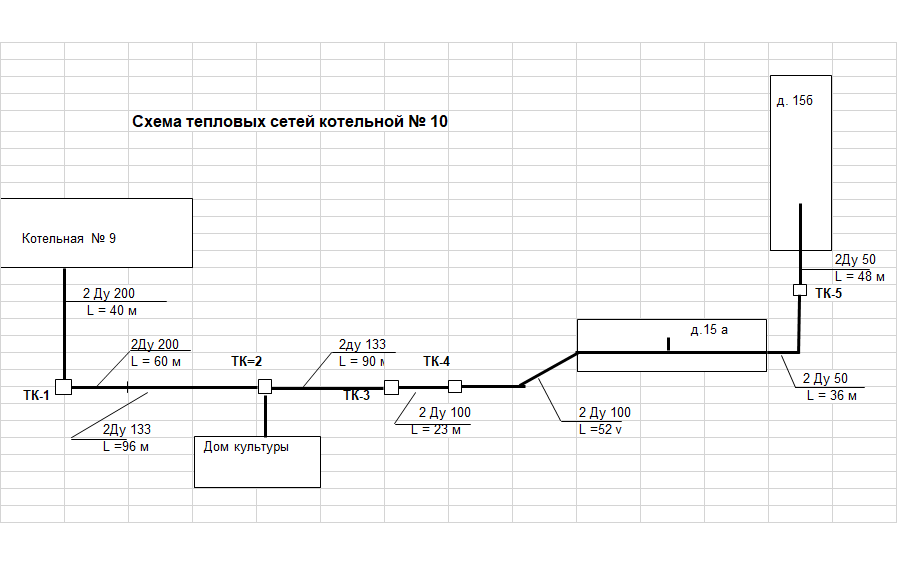 д. 15б
Схема тепловых сетей котельной № 10
Котельная № 9
2Ду 50
L = 48 м
ТК-5
2 Ду 200
L = 40 м
д.15 а
2Ду 200
L = 60 м
ТК=2
2ду 133
L = 90 м
ТК-4
2 Ду 50
L = 36 м
ТК-1
ТК-3
2 Ду 100
L = 23 м
2 Ду 100
L =52 v
2Ду 133
L =96 м
Дом культуры